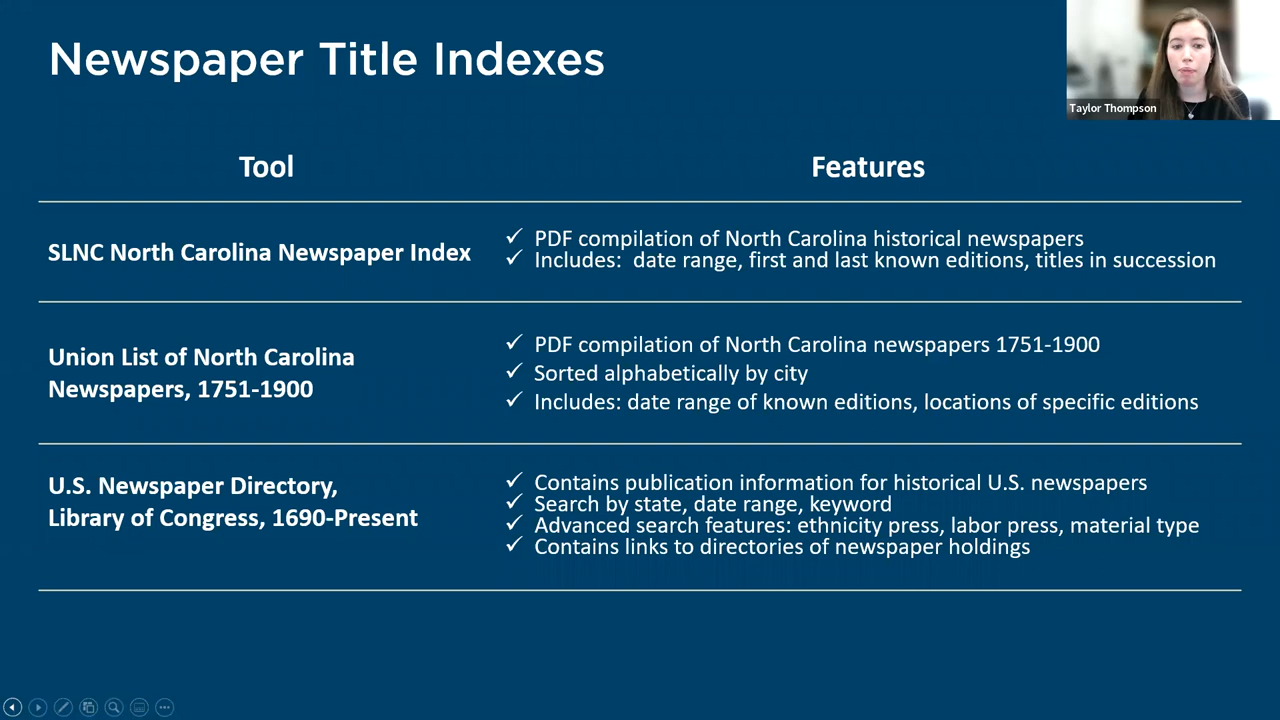 Newspaper Title Indexes
Taylor Thompson
Tool
Features
SLNC North Carolina Newspaper Index
✓ PDF compilation of North Carolina historical newspapers
✓ Includes:  date range, first and last known editions, titles in succession
Union List of North Carolina
Newspapers, 1751-1900
✓ PDF compilation of North Carolina newspapers 1751-1900
✓ Sorted alphabetically by city
✓ Includes: date range of known editions, locations of specific editions
U.S. Newspaper Directory,
Library of Congress, 1690-Present
✓ Contains publication information for historical U.S. newspapers
✓ Search by state, date range, keyword
✓ Advanced search features: ethnicity press, labor press, material type
✓ Contains links to directories of newspaper holdings